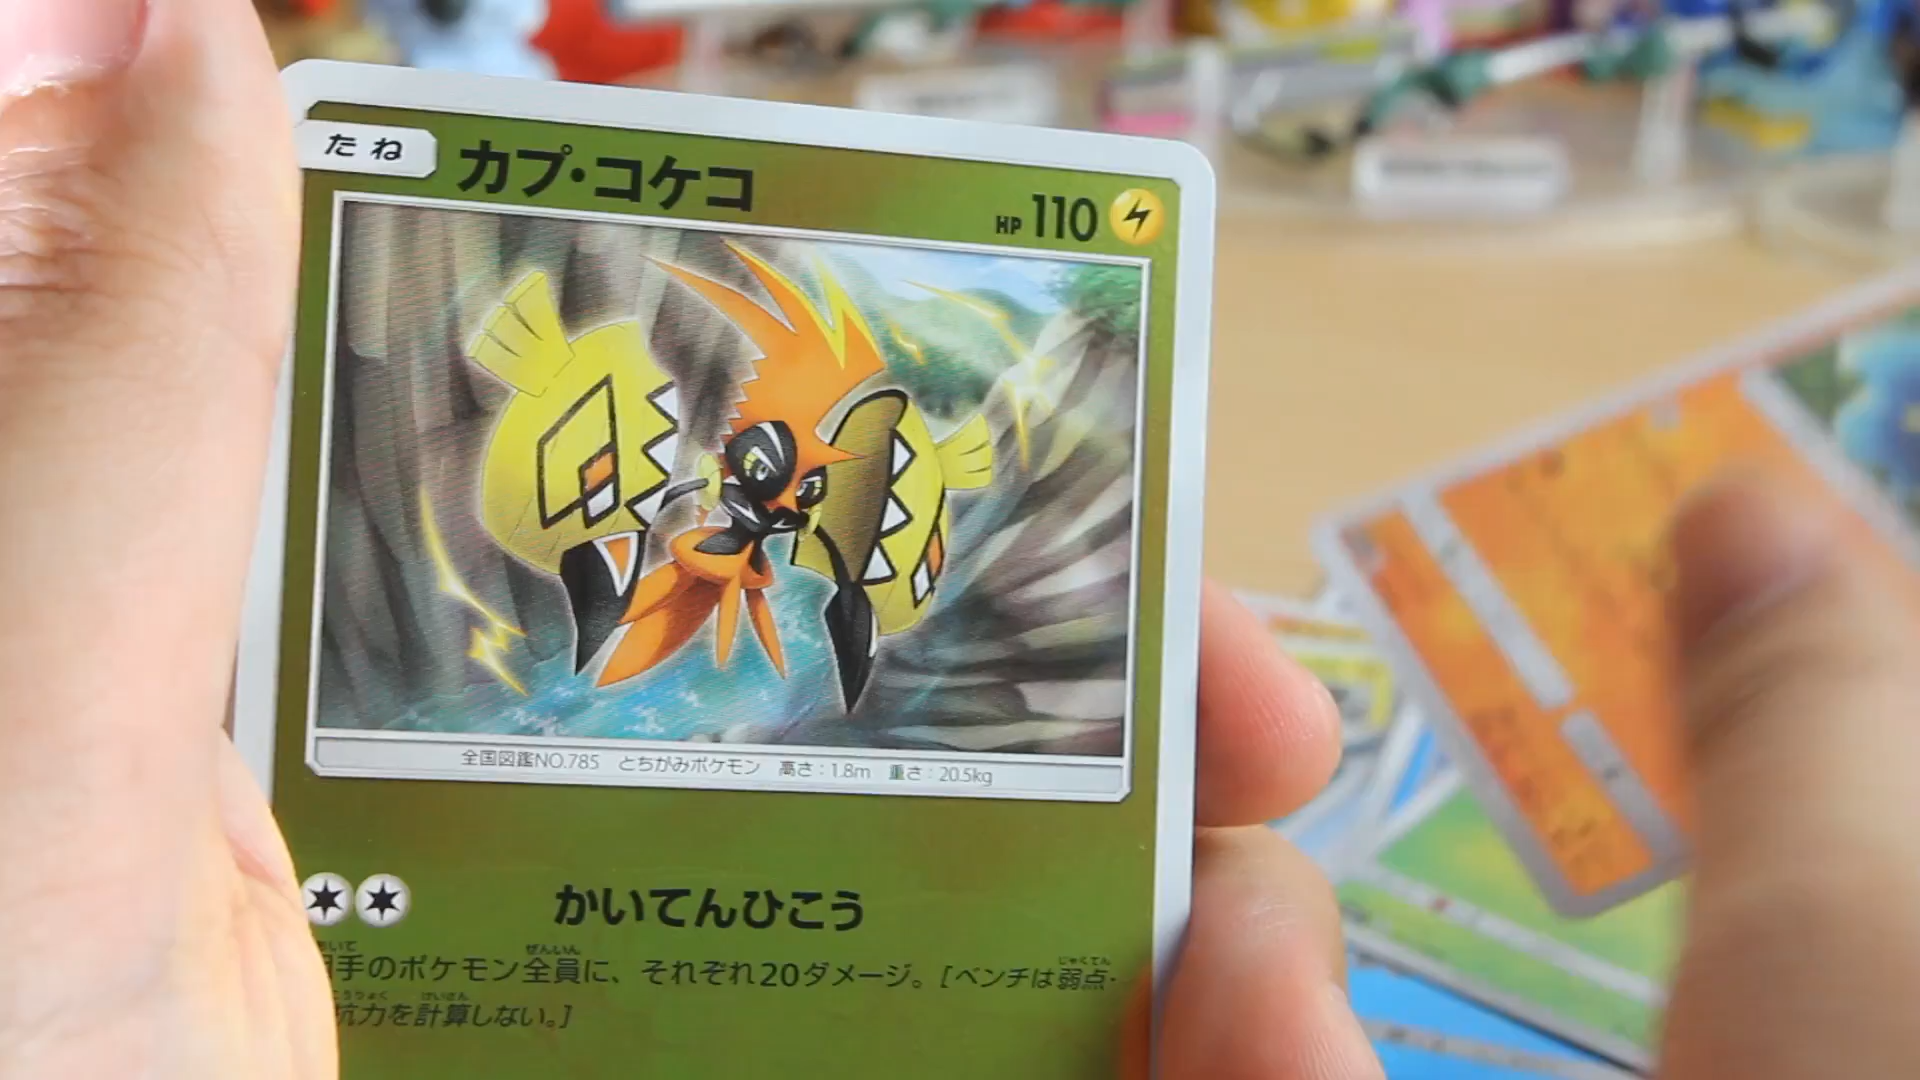 たね
カプ・コケコ
HP 110
全国図鑑NO.785 とちがみポケモン 高さ:1.8m 重さ:20.5kg
かいてんひこう
手のポケモン全員に、それぞれ20ダメージ。[ベンチは弱点・
抗力を計算しない。]